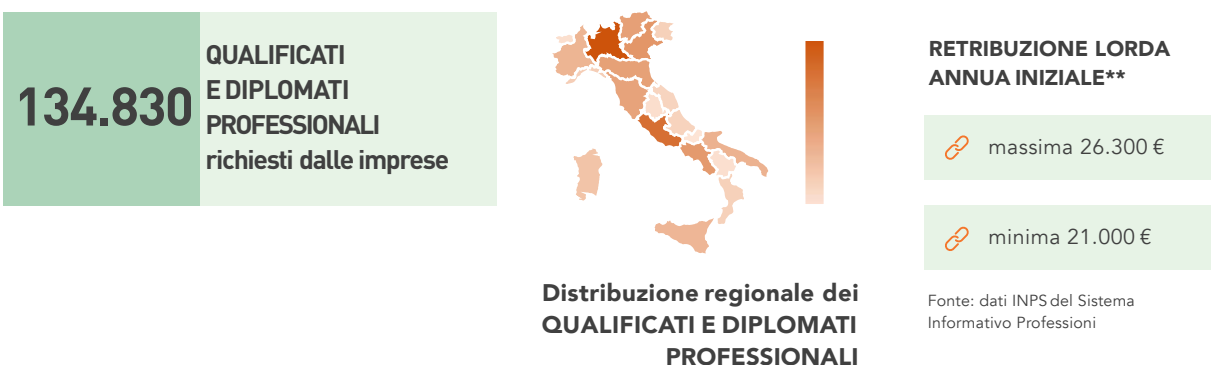 134.830
QUALIFICATI
E DIPLOMATI
PROFESSIONALI
richiesti dalle imprese
Distribuzione regionale dei
QUALIFICATI E DIPLOMATI
PROFESSIONALI
RETRIBUZIONE LORDA
ANNUA INIZIALE**
massima 26.300 €
minima 21.000 €
Fonte: dati INPS del Sistema
Informativo Professioni